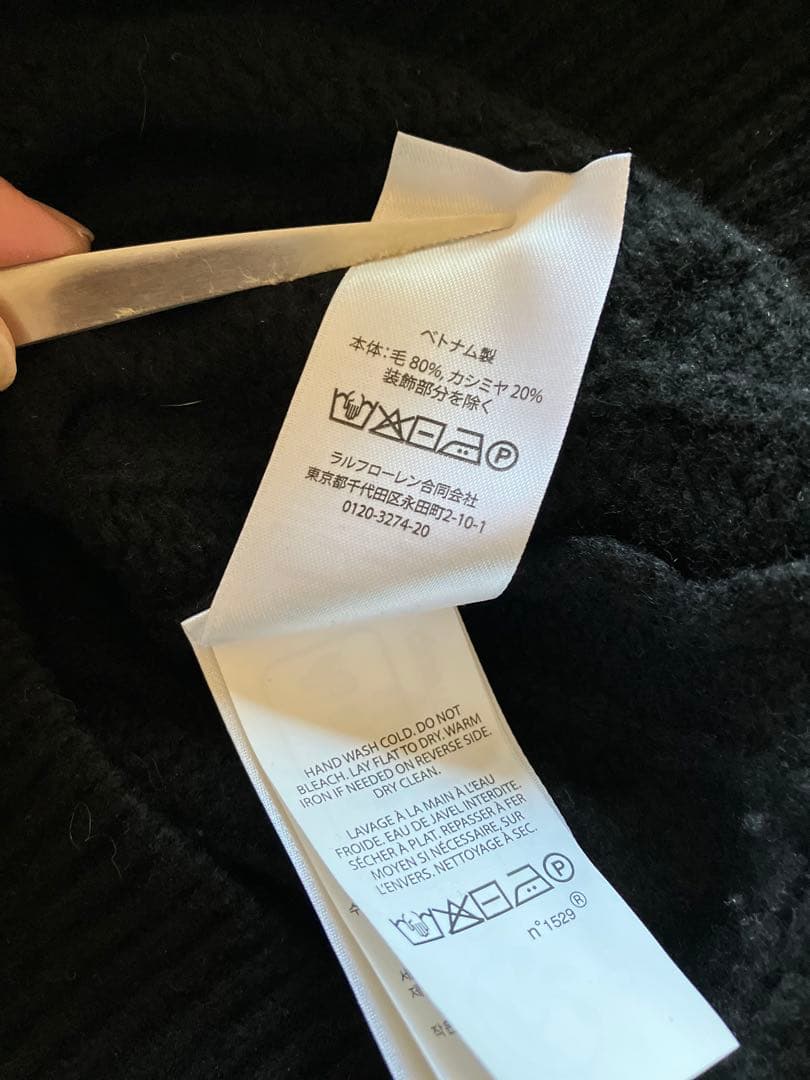 ベトナム製
本体:毛 80%, カシミヤ 20%
装飾部分を除く
P
ラルフローレン合同会社
東京都千代田区永田町2-10-1
0120-3274-20
HAND WASH COLD. DO NOT
BLEACH. LAY FLAT TO DRY. WARM
IRON IF NEEDED ON REVERSE SIDE.
DRY CLEAN.
LAVAGE À LA MAIN À L'EAU
FROIDE. EAU DE JAVEL INTERDITE.
SÉCHER À PLAT. REPASSER À FER
MOYEN SI NÉCESSAIRE, SUR
L'ENVERS. NETTOYAGE À SEC.
P
n°1529 ®